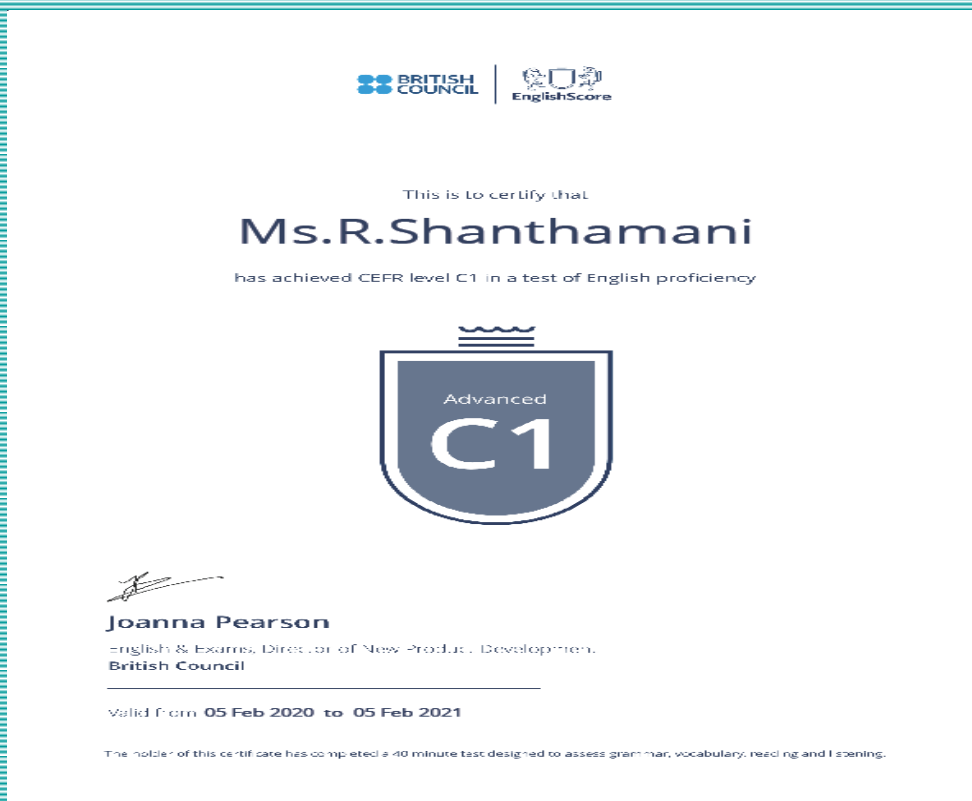 BRITISH
COUNCIL
EnglishScore
This is to certify that
Ms.R.Shanthamani
has achieved CEFR level C1 in a test of English proficiency
Advanced
C1
Joanna Pearson
English & Exams, Director of New Product Development
British Council
Valid from 05 Feb 2020 to 05 Feb 2021
The holder of this certificate has completed a 40 minute test designed to assess grammar, vocabulary, reading and listening.